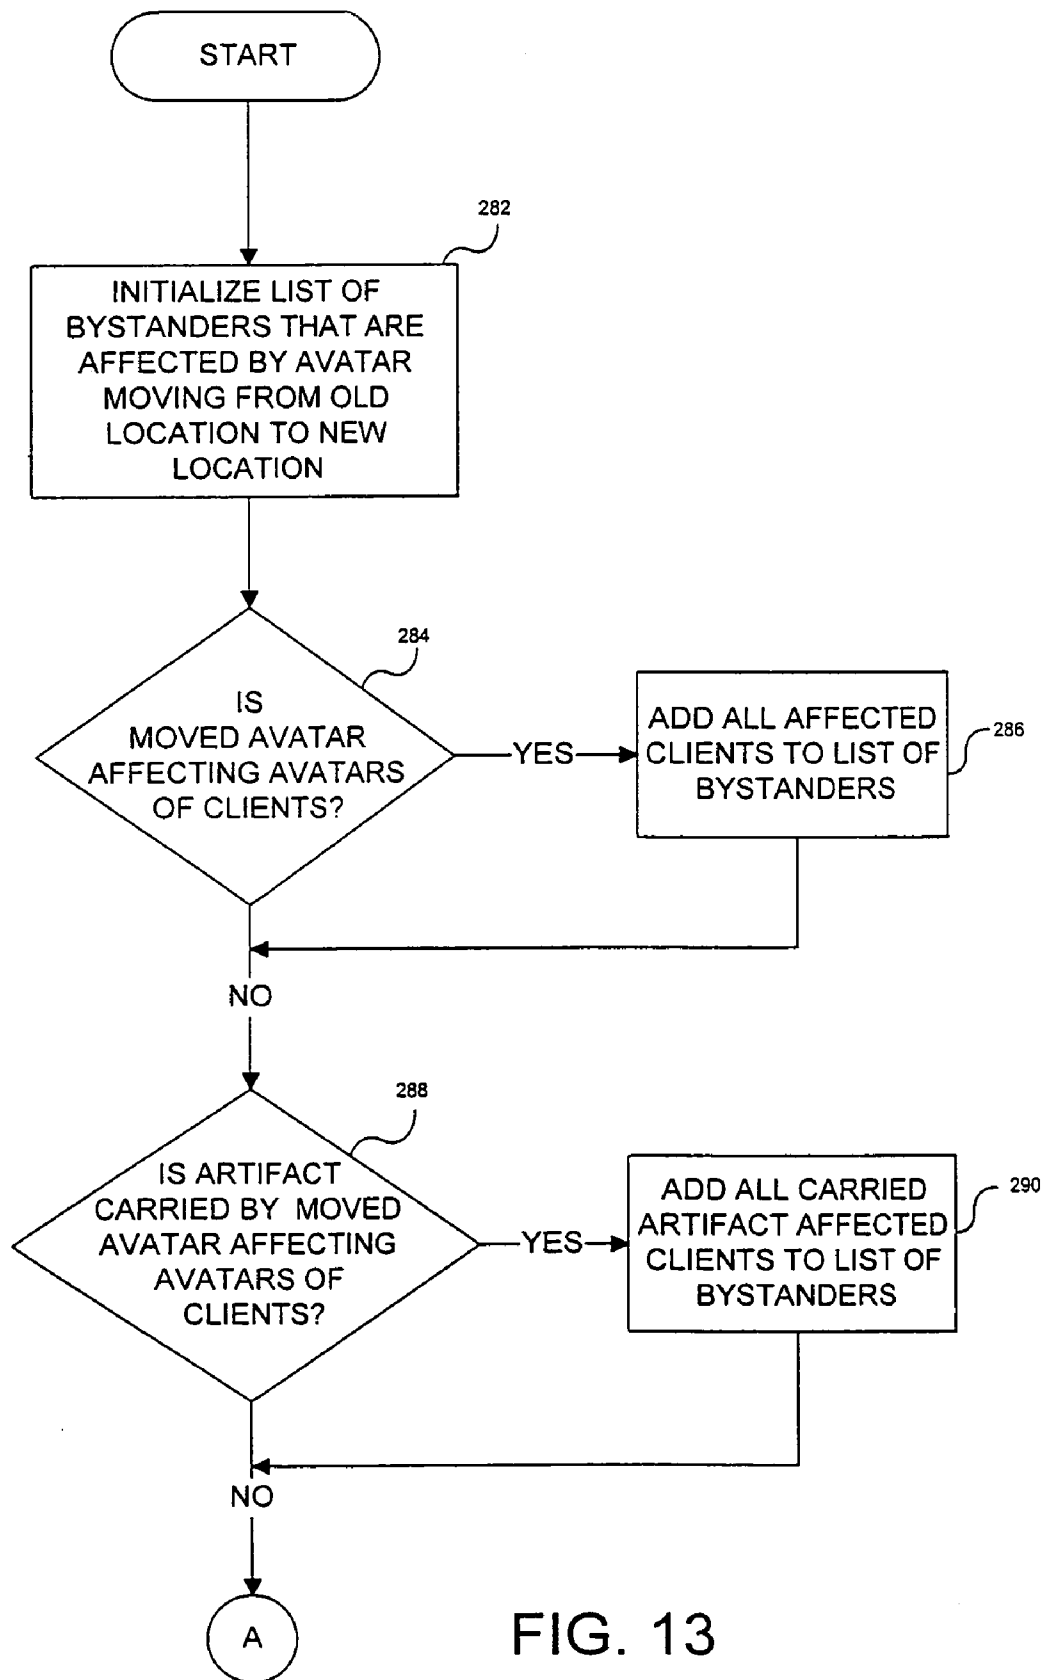 START
282
INITIALIZE LIST OF
BYSTANDERS THAT ARE
AFFECTED BY AVATAR
MOVING FROM OLD
LOCATION TO NEW
LOCATION
284
IS
MOVED AVATAR
AFFECTING AVATARS
OF CLIENTS?
YES
ADD ALL AFFECTED
CLIENTS TO LIST OF
BYSTANDERS
286
NO
288
IS ARTIFACT
CARRIED BY MOVED
AVATAR AFFECTING
AVATARS OF
CLIENTS?
YES
ADD ALL CARRIED
ARTIFACT AFFECTED
CLIENTS TO LIST OF
BYSTANDERS
290
NO
A
FIG. 13